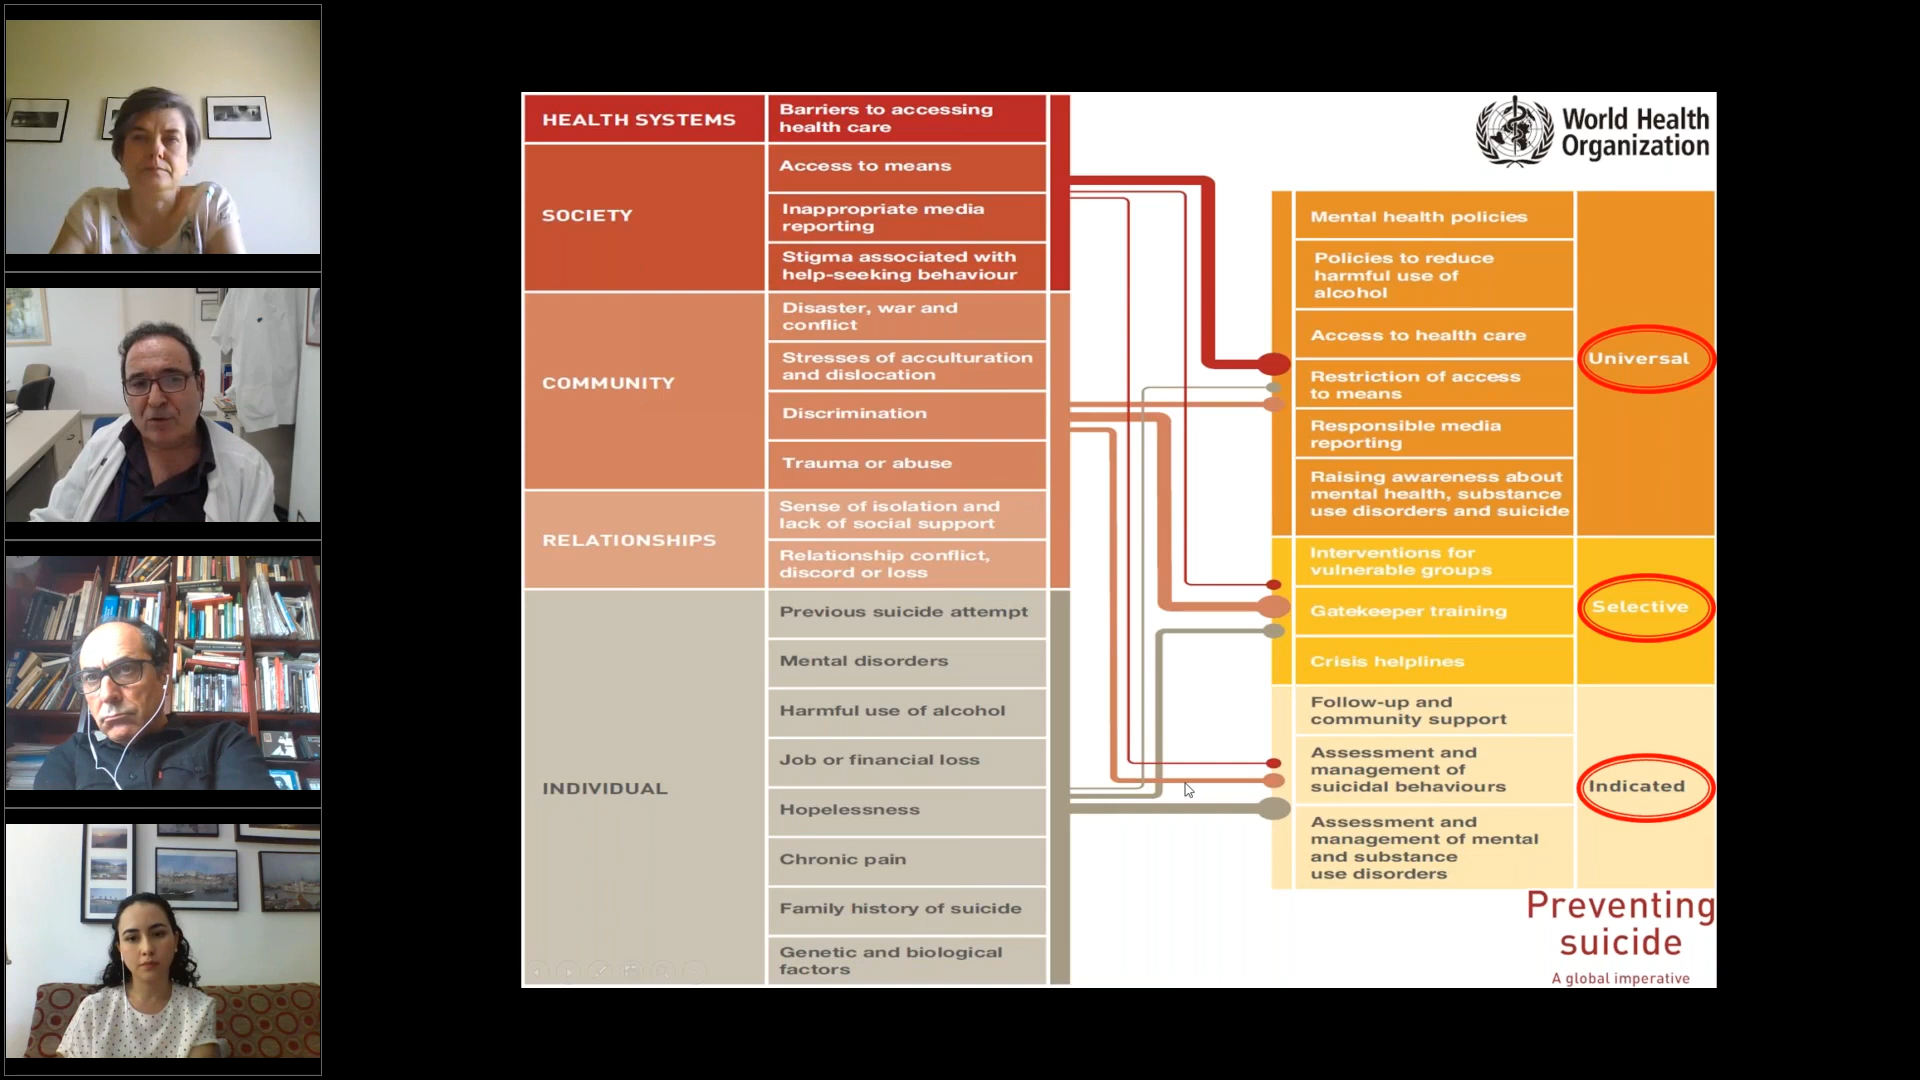 HEALTH SYSTEMS
Barriers to accessing
health care
SOCIETY
Access to means
Inappropriate media
reporting
Stigma associated with
help-seeking behaviour
COMMUNITY
Disaster, war and
conflict
Stresses of acculturation
and dislocation
Discrimination
Trauma or abuse
RELATIONSHIPS
Sense of isolation and
lack of social support
Relationship conflict,
discord or loss
INDIVIDUAL
Previous suicide attempt
Mental disorders
Harmful use of alcohol
Job or financial loss
Hopelessness
Chronic pain
Family history of suicide
Genetic and biological
factors
World Health
Organization
Mental health policies
Policies to reduce
harmful use of
alcohol
Access to health care
Restriction of access
to means
Responsible media
reporting
Raising awareness about
mental health, substance
use disorders and suicide
Universal
Interventions for
vulnerable groups
Gatekeeper training
Crisis helplines
Selective
Follow-up and
community support
Assessment and
management of
suicidal behaviours
Assessment and
management of mental
and substance
use disorders
Indicated
Preventing
suicide
A global imperative